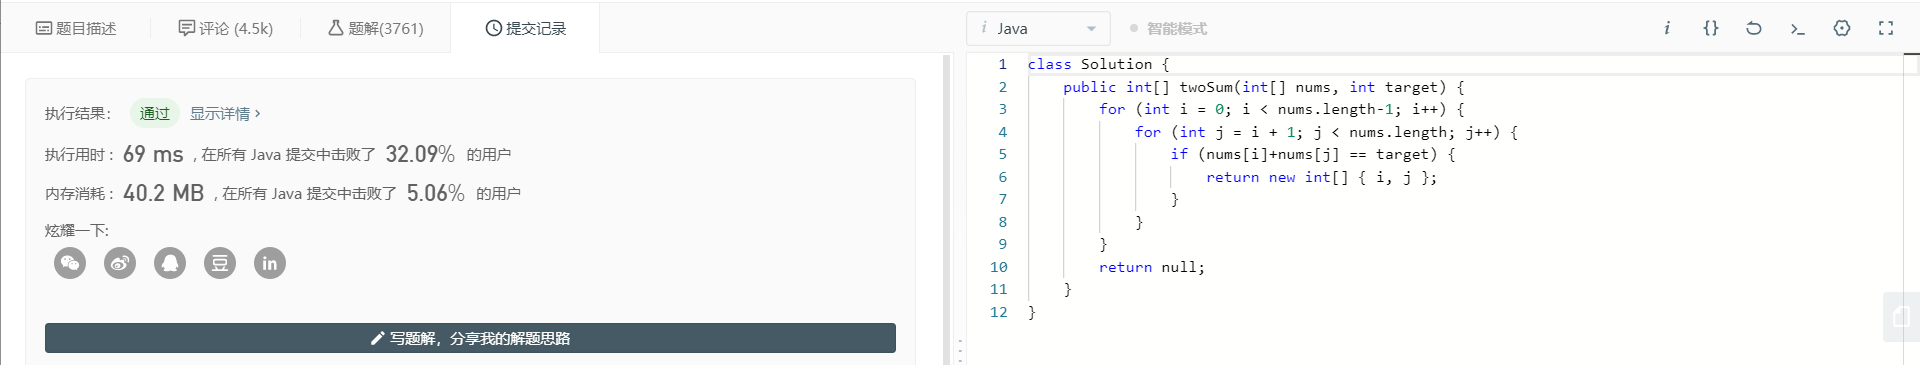 题目描述
评论 (4.5k)
题解(3761)
提交记录
i Java
智能模式
i {}
执行结果： 通过 显示详情 ›
执行用时 : 69 ms , 在所有 Java 提交中击败了 32.09% 的用户
内存消耗 : 40.2 MB , 在所有 Java 提交中击败了 5.06% 的用户
炫耀一下:
豆 in
写题解，分享我的解题思路
1 class Solution {
2 public int[] twoSum(int[] nums, int target) {
3 for (int i = 0; i < nums.length-1; i++) {
4 for (int j = i + 1; j < nums.length; j++) {
5 if (nums[i]+nums[j] == target) {
6 return new int[] { i, j };
7 }
8 }
9 }
10 return null;
11 }
12 }